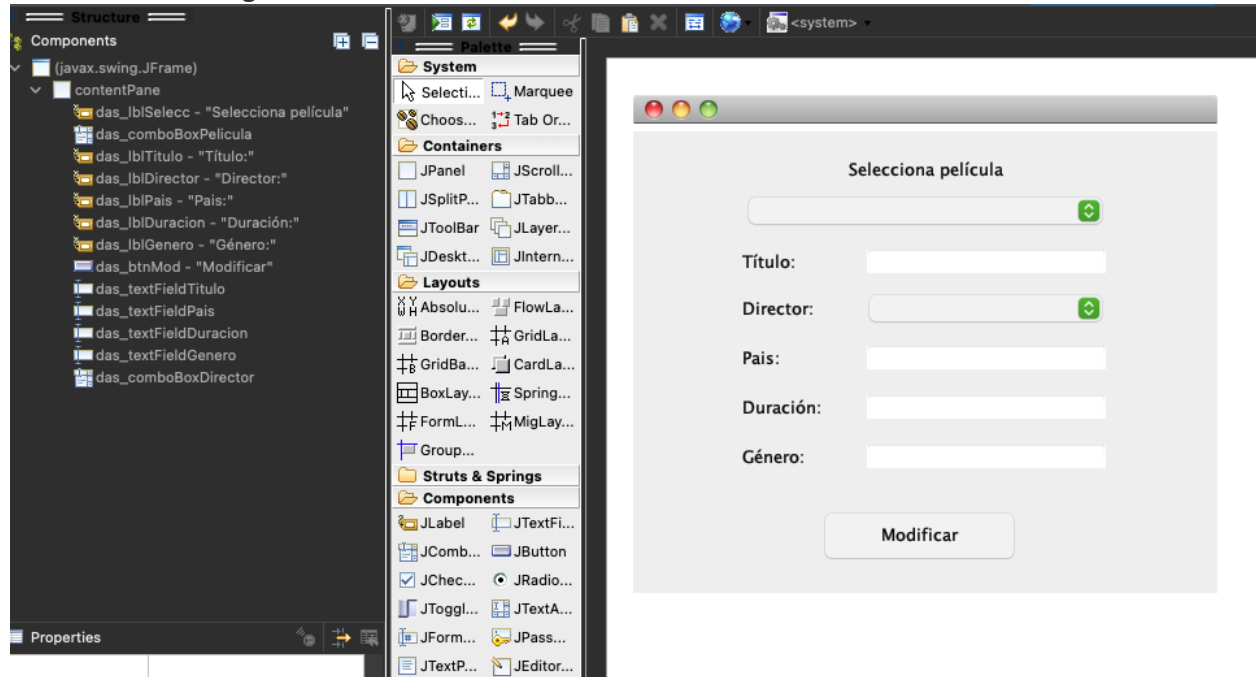 Structure
Components
(javax.swing.JFrame)
contentPane
das_lblSelecc - "Selecciona película"
das_comboBoxPelicula
das_lblTitulo - "Título:"
das_lblDirector - "Director:"
das_lblPais - "Pais:"
das_lblDuracion - "Duración:"
das_lblGenero - "Género:"
das_btnMod - "Modificar"
das_textFieldTitulo
das_textFieldPais
das_textFieldDuracion
das_textFieldGenero
das_comboBoxDirector
Properties
<system>
Palette
System
Selecti... Marquee
Choos... Tab Or...
Containers
JPanel JScroll...
JSplitP... JTabb...
JToolBar JLayer...
JDeskt... JIntern...
Layouts
Absolu... FlowLa...
Border... GridLa...
GridBa... CardLa...
BoxLay... Spring...
FormL... MigLay...
Group...
Struts & Springs
Components
JLabel JTextFi...
JComb... JButton
JChec... JRadio...
JToggl... JTextA...
JForm... JPass...
JTextP... JEditor...
Selecciona película
Título:
Director:
Pais:
Duración:
Género:
Modificar